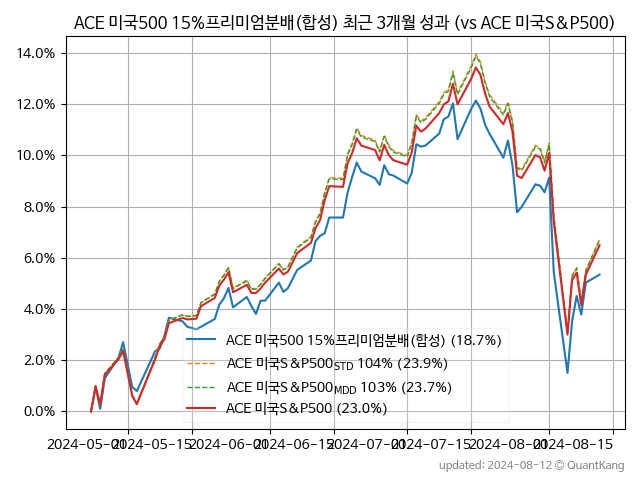 ACE 미국500 15%프리미엄분배(합성) 최근 3개월 성과 (vs ACE 미국S&P500)
14.0%
12.0%
10.0%
8.0%
6.0%
4.0%
2.0%
0.0%
ACE 미국500 15%프리미엄분배(합성) (18.7%)
ACE 미국S&P500STD 104% (23.9%)
ACE 미국S&P500MDD 103% (23.7%)
ACE 미국S&P500 (23.0%)
2024-05-01 2024-05-15 2024-06-01 2024-06-15 2024-07-01 2024-07-15 2024-08-01 2024-08-15
updated: 2024-08-12 © QuantKang